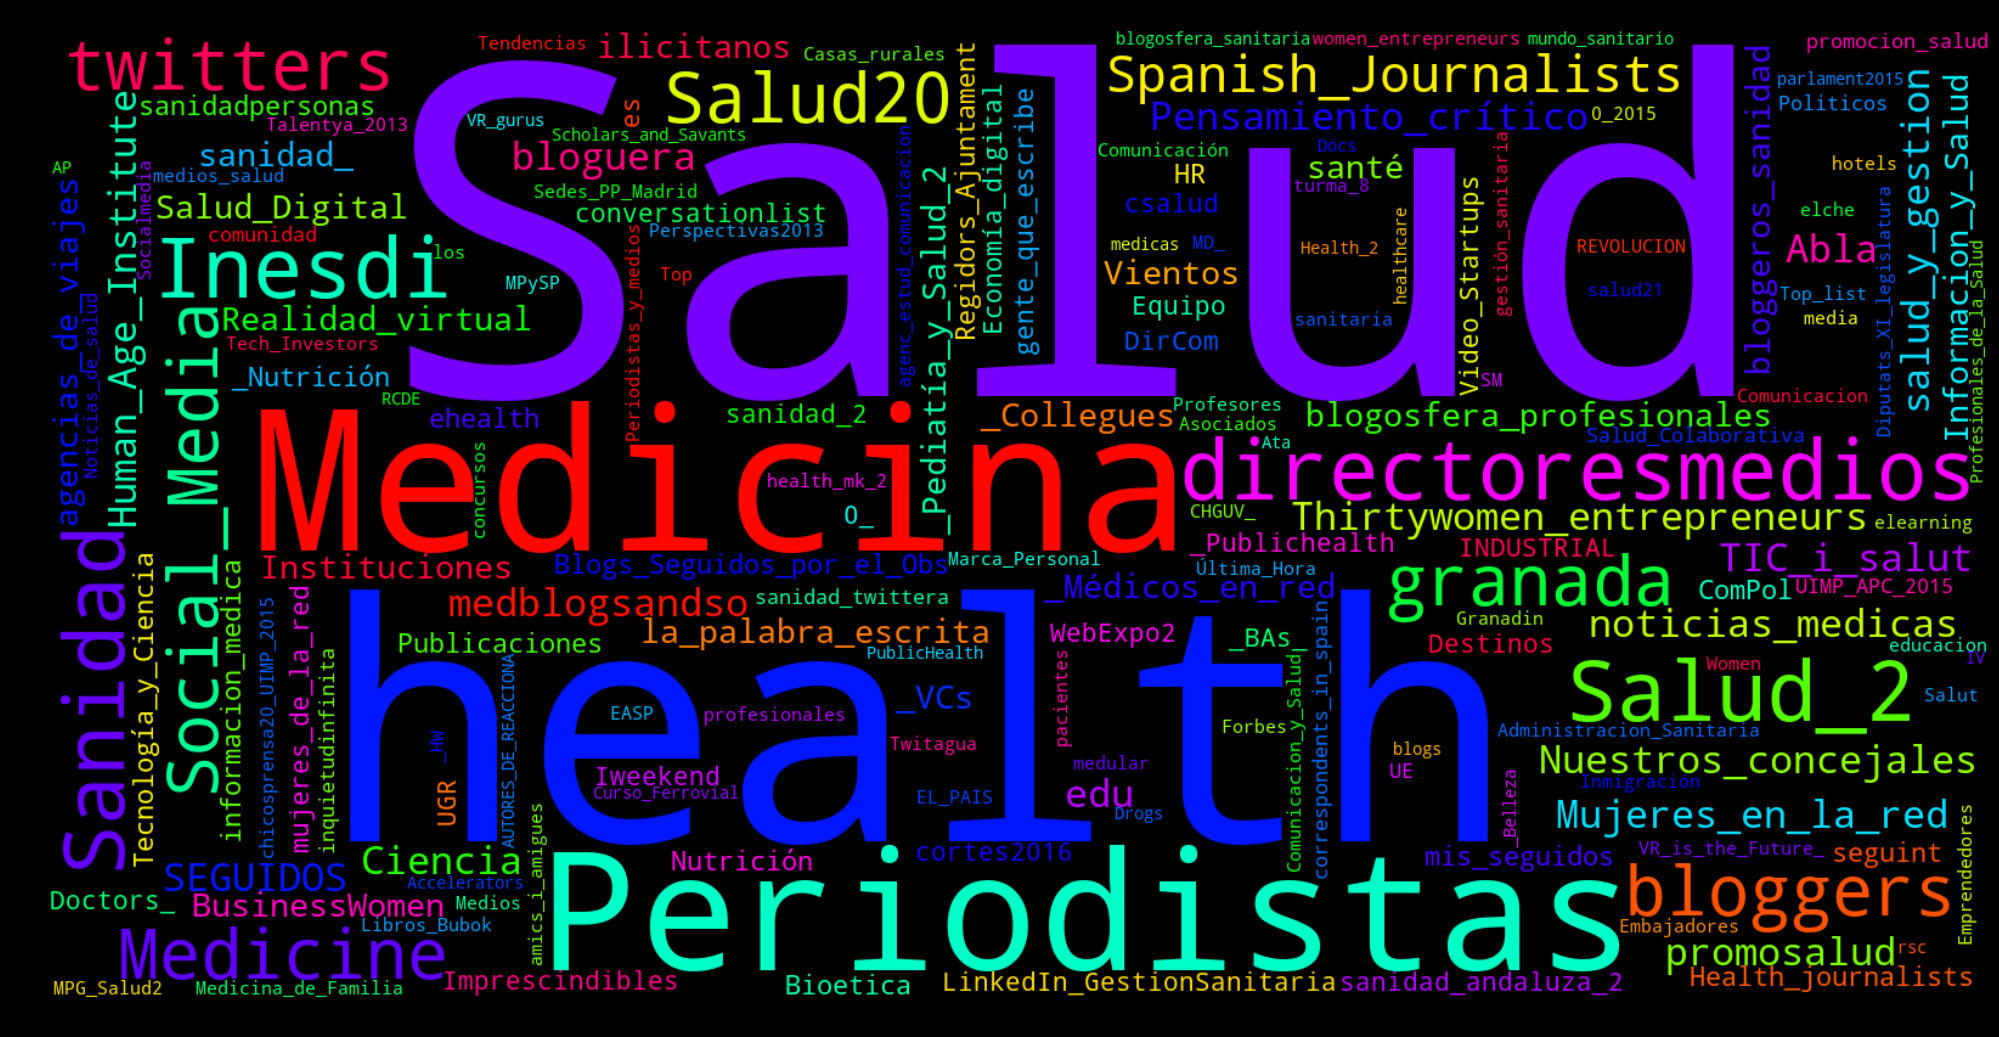 Salud
Medicina
health
Periodistas
twitters
Tendencias
ilicitanos
Casas_rurales
blogosfera_sanitaria
women_entrepreneurs
mundo_sanitario
promocion_salud
sanidadpersonas
Talentya_2013
VR_gurus
es
Salud20
Spanish_Journalists
parlament2015
Politicos
Scholars_and_Savants
Pensamiento_crítico
0_2015
sanidad_
bloguera
Comunicación
Docs
santé
hotels
AP
medios_salud
Socialmedia
Sedes_PP_Madrid
HR
turma_8
Salud_Digital
conversationlist
csalud
elche
comunidad
Perspectivas2013
medicas
MD_
Health_2
REVOLUCION
Abla
Inesdi
los
MPySP
Top
Vientos
healthcare
salud21
Top_list
Realidad_virtual
Equipo
sanitaria
media
Tech_Investors
DirCom
_Nutrición
RCDE
SM
Comunicacion
agencias_de_viajes
Noticias_de_salud
Human_Age_Institute
Social_Media
Periodistas_y_medios
agenc_estud_comunicacion
_Pediatía_y_Salud_2
Regidors_Ajuntament
Economía_digital
gente_que_escribe
Video_Startups
gestión_sanitaria
bloggeros_sanidad
Diputats_XI_legislatura
salud_y_gestion
Informacion_y_Salud
Profesionales_de_la_Salud
ehealth
sanidad_2
_Collegues
Profesores
Asociados
blogosfera_profesionales
Salud_Colaborativa
Ata
concursos
health_mk_2
0_
directoresmedios
CHGUV_
Thirtywomen_entrepreneurs
elearning
Sanidad
Instituciones
Blogs_Seguidos_por_el_Obs
Marca_Personal
_Publichealth
INDUSTRIAL
TIC_i_salut
Última_Hora
Tecnología_y_Ciencia
informacion_medica
chicosprensa20_UIMP_2015
mujeres_de_la_red
inquietudinfinita
medblogsandso
sanidad_twittera
_Médicos_en_red
granada
ComPol
UIMP_APC_2015
Publicaciones
la_palabra_escrita
WebExpo2
_BAs_
Granadin
noticias_medicas
Destinos
educacion
PublicHealth
Women
IV
AUTORES_DE_REACCIONA
_VCs
pacientes
Salud_2
Salut
EASP
profesionales
Forbes
Administracion_Sanitaria
_HW
Twitagua
blogs
UE
Nuestros_concejales
Iweekend
medular
Inmigración
UGR
Curso_Ferrovial
EL_PAIS
edu
Drogs
Comunicacion_y_Salud
correspondents_in_spain
_Belleza
Mujeres_en_la_red
Emprendedores
Ciencia
Nutrición
cortes2016
mis_seguidos
VR_is_the_Future_
seguint
SEGUIDOS
Accelerators
amics_i_amigues
Doctors_
BusinessWomen
Medios
bloggers
Libros_Bubok
Embajadores
Medicine
promosalud
rsc
MPG_Salud2
Medicina_de_Familia
Imprescindibles
Bioetica
LinkedIn_GestionSanitaria
sanidad_andaluza_2
Health_journalists